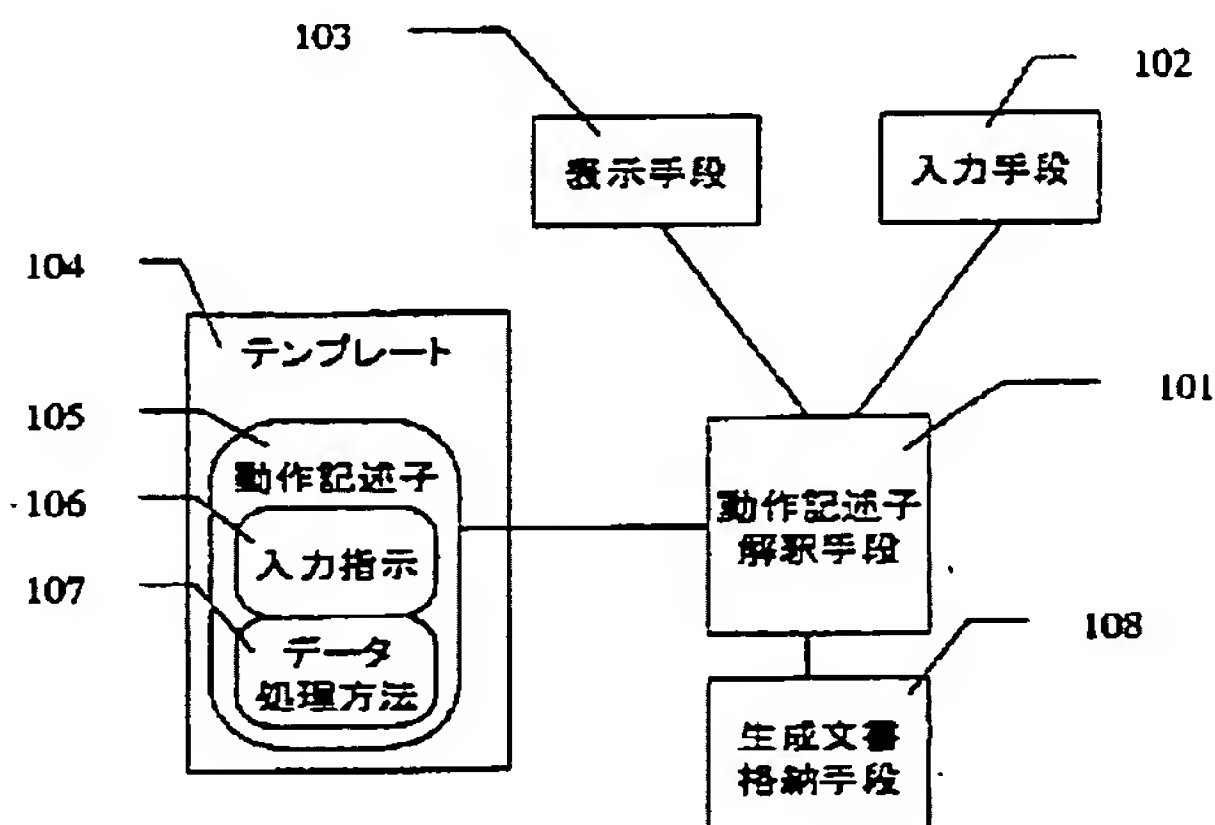 103
102
表示手段
入力手段
104
テンプレート
101
105
動作記述子
106
動作記述子
解釈手段
入力指示
107
データ
処理方法
108
生成文書
格納手段